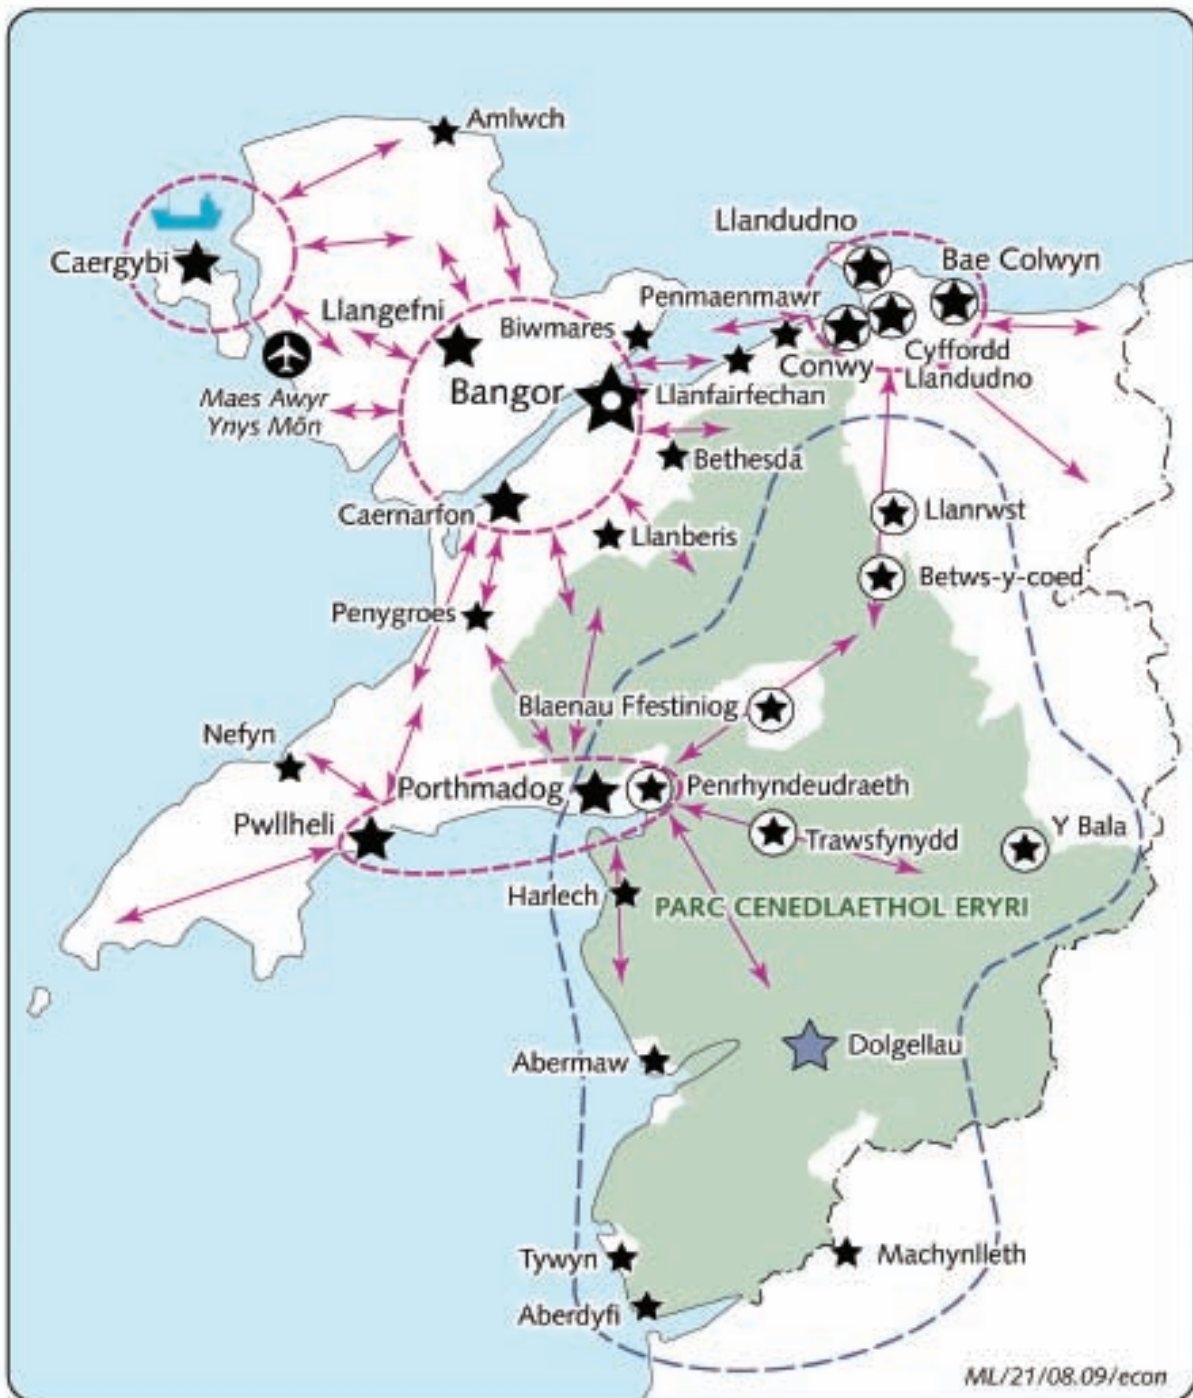 Amlwch
Llandudno
Caergybi
Bae Colwyn
Penmaenmawr
Llangefni
Biwmares
Conwy
Cyffordd
Llandudno
Bangor
Llanfairfechan
Maes Awyr
Ynys Môn
Bethesda
Caernarfon
Llanberis
Llanrwst
Betws-y-coed
Penygroes
Blaenau Ffestiniog
Nefyn
Porthmadog
Penrhyndeudraeth
Pwllheli
Trawsfynydd
Y Bala
Harlech
PARC CENEDLAETHOL ERYRI
Abermaw
Dolgellau
Tywyn
Machynlleth
Aberdyfi
ML/21/08.09/econ